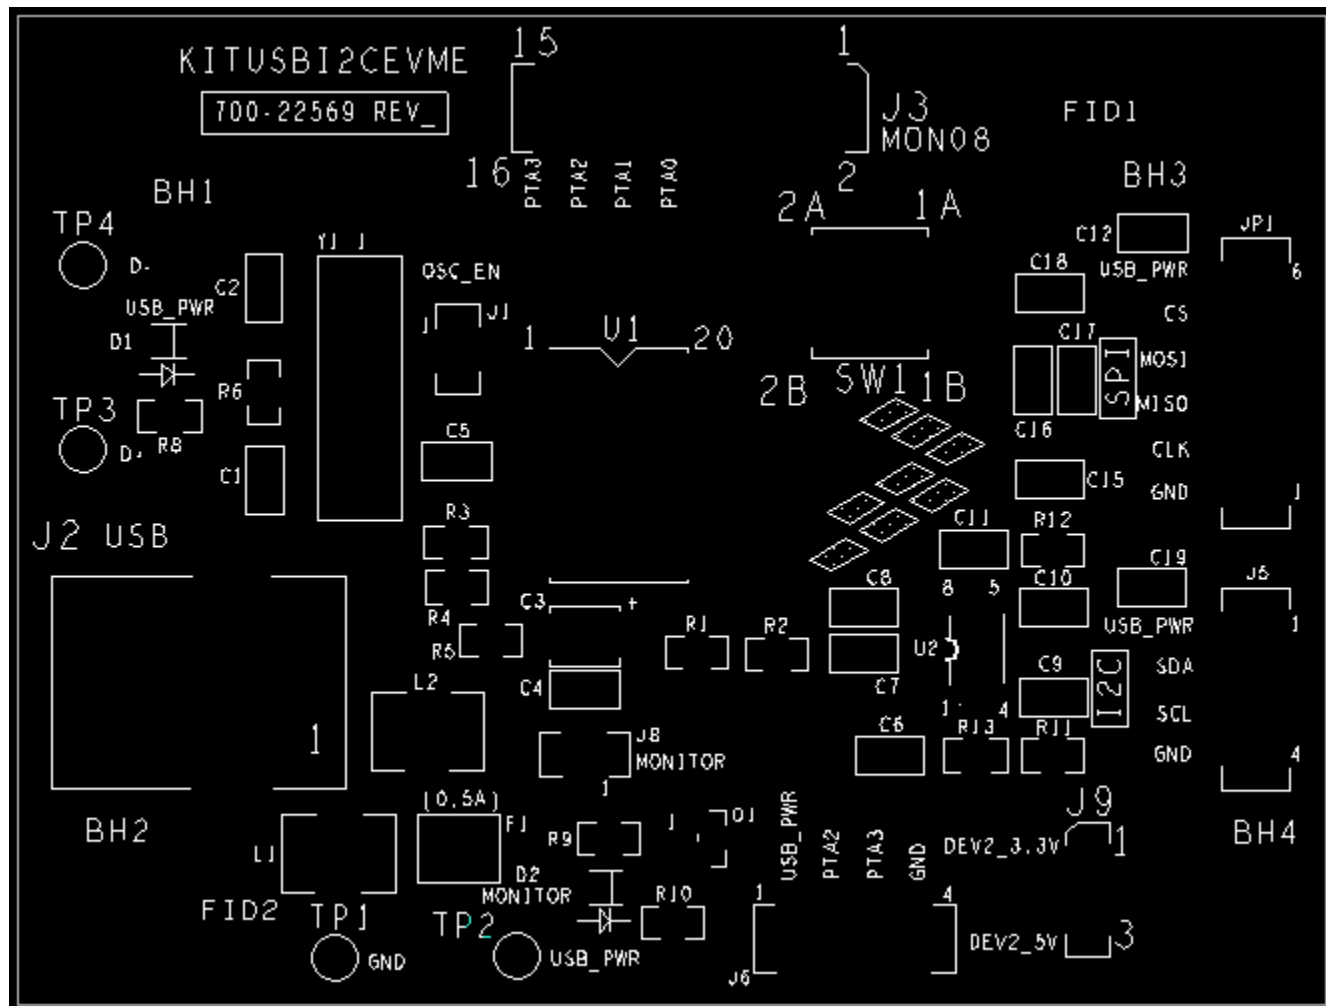 KITUSBI2CEVME
700-22569 REV_
15
1
J3
MON08
16
2
PTA3
PTA2
PTA1
PTA0
FID1
BH1
BH3
2A
1A
TP4
D-
USB_PWR
D1
C2
Y1 1
OSC_EN
J1
1
1
U1
20
C12
USB_PWR
JP1
6
C18
CS
C17
SPI
MOSI
MISO
C16
CLK
C15
GND
1
2B
SW1
1B
TP3
D+
R8
R6
C1
C5
R3
R4
R5
J2 USB
1
BH2
C3
+
C4
R1
R2
C8
C7
C11
R12
8
5
U2
1
4
C10
C19
USB_PWR
J5
1
C9
I2C
SDA
SCL
GND
4
C6
R13
R11
L2
J8
MONITOR
1
(0.5A)
F1
L1
R9
1
Q1
D2
MONITOR
R10
USB_PWR
PTA2
PTA3
GND
1
4
J6
J9
DEV2_3.3V
1
DEV2_5V
3
BH4
FID2
TP1
GND
TP2
USB_PWR